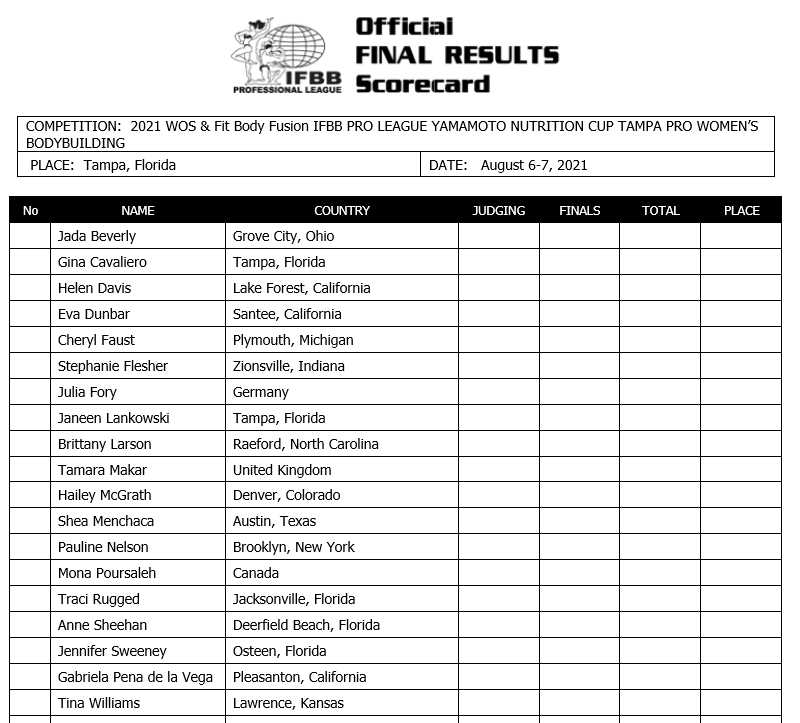 Official
FINAL RESULTS
Scorecard
IFBB
PROFESSIONAL LEAGUE
COMPETITION: 2021 WOS & Fit Body Fusion IFBB PRO LEAGUE YAMAMOTO NUTRITION CUP TAMPA PRO WOMEN'S
BODYBUILDING
PLACE: Tampa, Florida DATE: August 6-7, 2021
No NAME COUNTRY JUDGING FINALS TOTAL PLACE
Jada Beverly Grove City, Ohio
Gina Cavaliero Tampa, Florida
Helen Davis Lake Forest, California
Eva Dunbar Santee, California
Cheryl Faust Plymouth, Michigan
Stephanie Flesher Zionsville, Indiana
Julia Fory Germany
Janeen Lankowski Tampa, Florida
Brittany Larson Raeford, North Carolina
Tamara Makar United Kingdom
Hailey McGrath Denver, Colorado
Shea Menchaca Austin, Texas
Pauline Nelson Brooklyn, New York
Mona Poursaleh Canada
Traci Rugged Jacksonville, Florida
Anne Sheehan Deerfield Beach, Florida
Jennifer Sweeney Osteen, Florida
Gabriela Pena de la Vega Pleasanton, California
Tina Williams Lawrence, Kansas